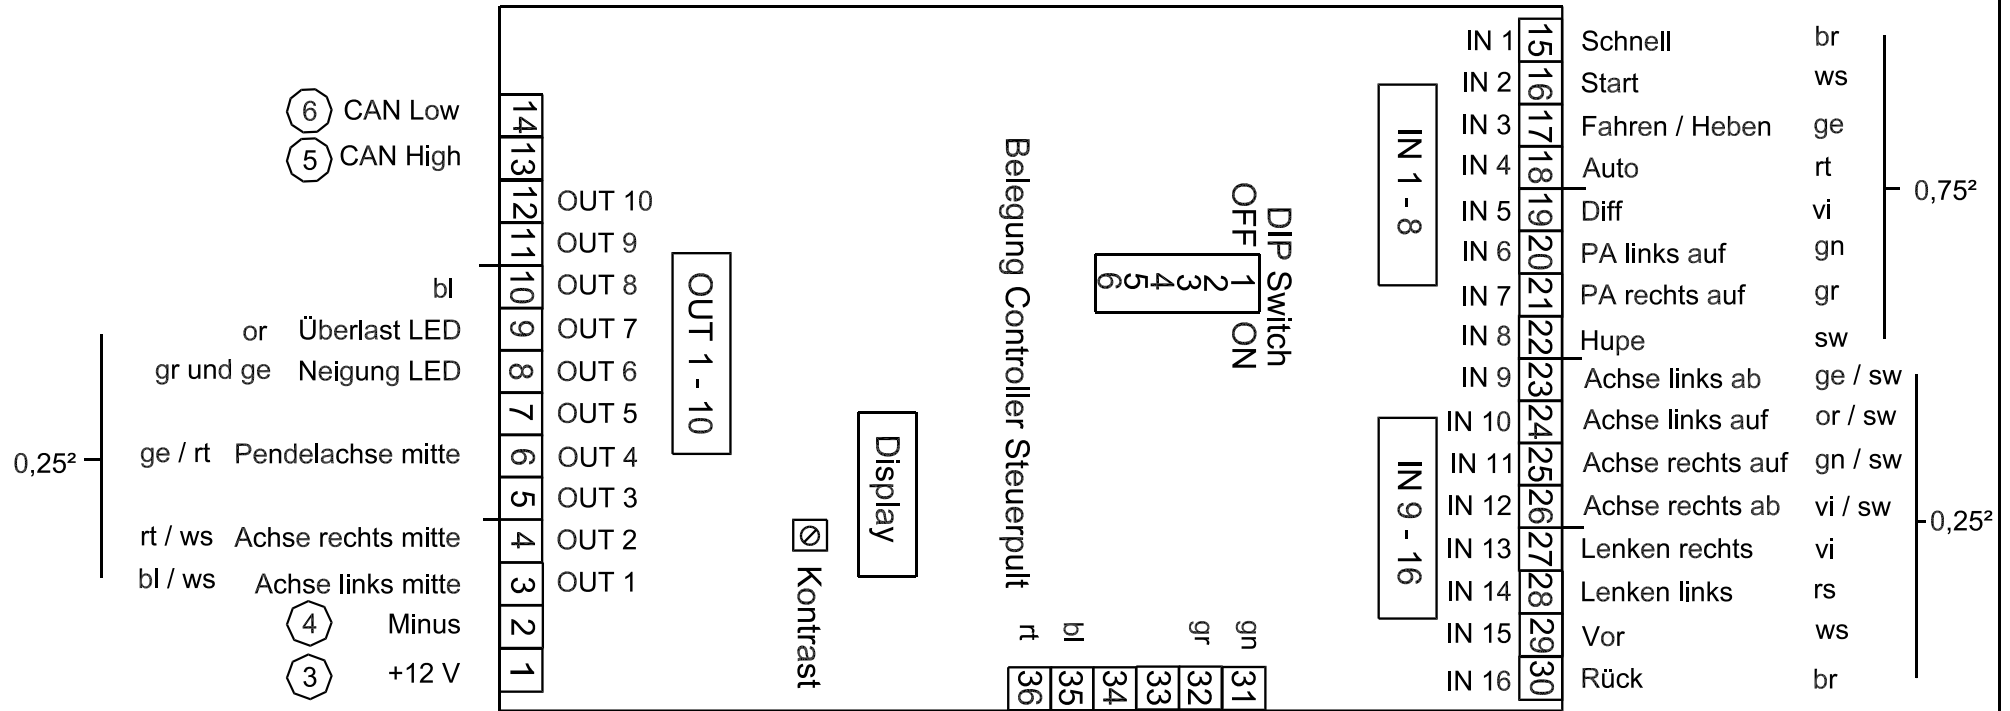 6 CAN Low 14
5 CAN High 13
12 OUT 10
11 OUT 9
bl 10 OUT 8
or Überlast LED 9 OUT 7
gr und ge Neigung LED 8 OUT 6
7 OUT 5
ge / rt Pendelachse mitte 6 OUT 4
5 OUT 3
rt / ws Achse rechts mitte 4 OUT 2
bl / ws Achse links mitte 3 OUT 1
4 Minus 2
3 +12 V 1
0,25²
OUT 1 - 10
Display
Kontrast
Belegung Controller Steuerpult
DIP Switch
OFF
1 2 3 4 5 6
ON
rt bl gr gn
36 35 34 33 32 31
IN 1 - 8
IN 9 - 16
IN 1 15 Schnell br
IN 2 16 Start ws
IN 3 17 Fahren / Heben ge
IN 4 18 Auto rt
IN 5 19 Diff vi
IN 6 20 PA links auf gn
IN 7 21 PA rechts auf gr
IN 8 22 Hupe sw
0,75²
IN 9 23 Achse links ab ge / sw
IN 10 24 Achse links auf or / sw
IN 11 25 Achse rechts auf gn / sw
IN 12 26 Achse rechts ab vi / sw
IN 13 27 Lenken rechts vi
IN 14 28 Lenken links rs
IN 15 29 Vor ws
IN 16 30 Rück br
0,25²